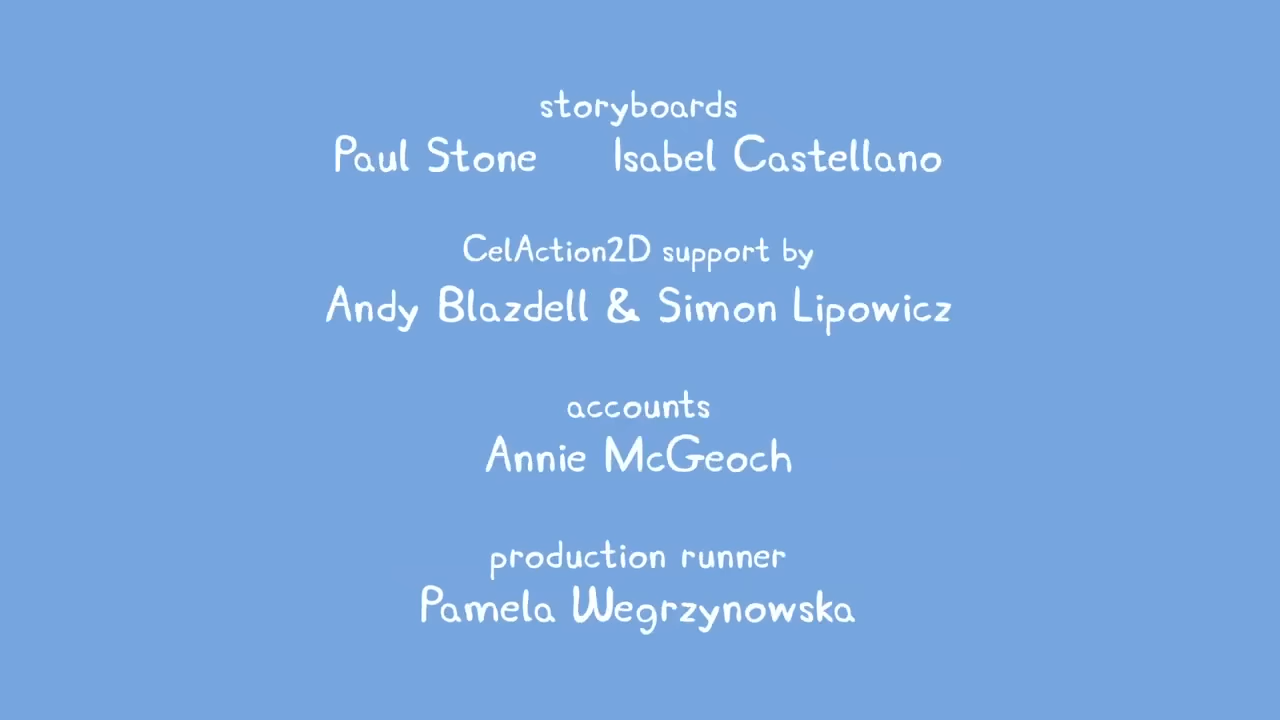 storyboards
Paul Stone Isabel Castellano
CelAction2D support by
Andy Blazdell & Simon Lipowicz
accounts
Annie McGeoch
production runner
Pamela Wegrzynowska